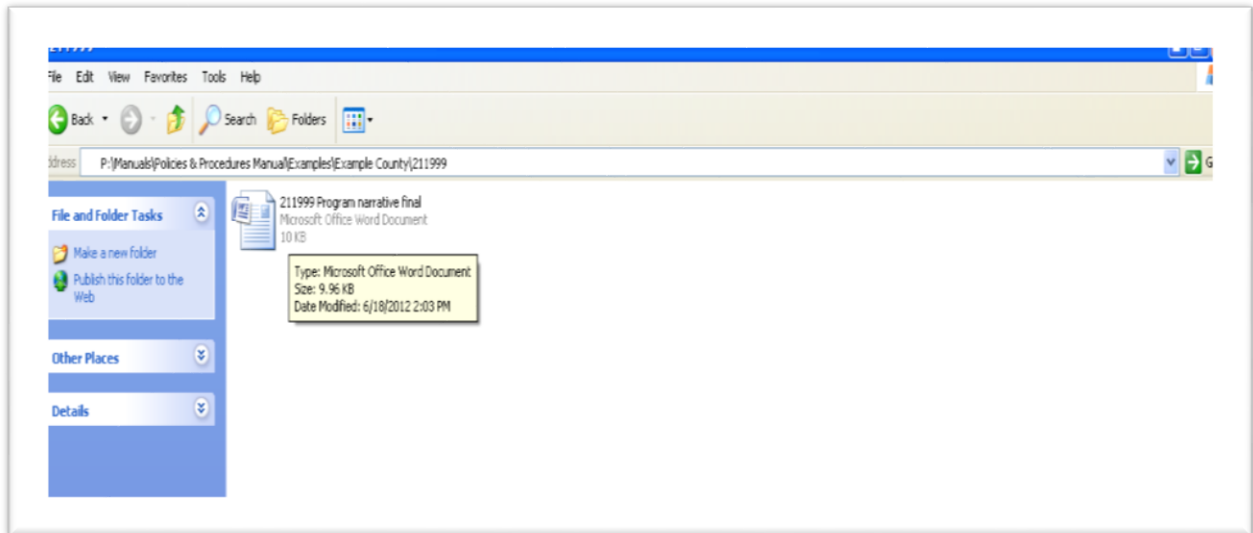 File Edit View Favorites Tools Help
Back Search Folders
Address P:\Manuals\Policies & Procedures Manual\Examples\Example County\211999
File and Folder Tasks
Make a new folder
Publish this folder to the
Web
Other Places
Details
211999 Program narrative final
Microsoft Office Word Document
10 KB
Type: Microsoft Office Word Document
Size: 9.96 KB
Date Modified: 6/18/2012 2:03 PM